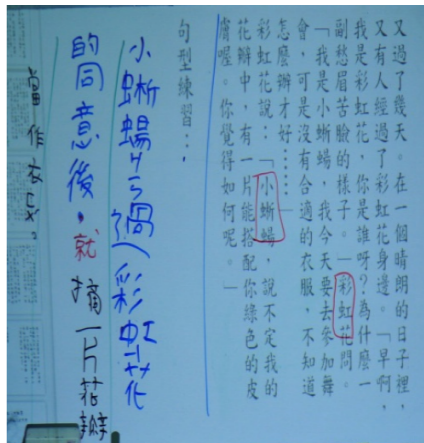 又過了幾天。在一個晴朗的日子裡，
又有人經過了彩虹花身邊。「早啊，
我是彩虹花，你是誰呀？為什麼一
副愁眉苦臉的樣子。」彩虹花問。
「我是小蜥蜴，我今天要去參加舞
會，可是沒有合適的衣服，不知道
怎麼辦才好……」
彩虹花說：「小蜥蜴，說不定我的
花瓣中，有一片能搭配你綠色的皮
膚喔。你覺得如何呢。」
句型練習：，
小蜥蜴ㄐㄧㄥ過彩虹花
的同意後，就摘一片花瓣
當作衣ㄈㄨˊ。